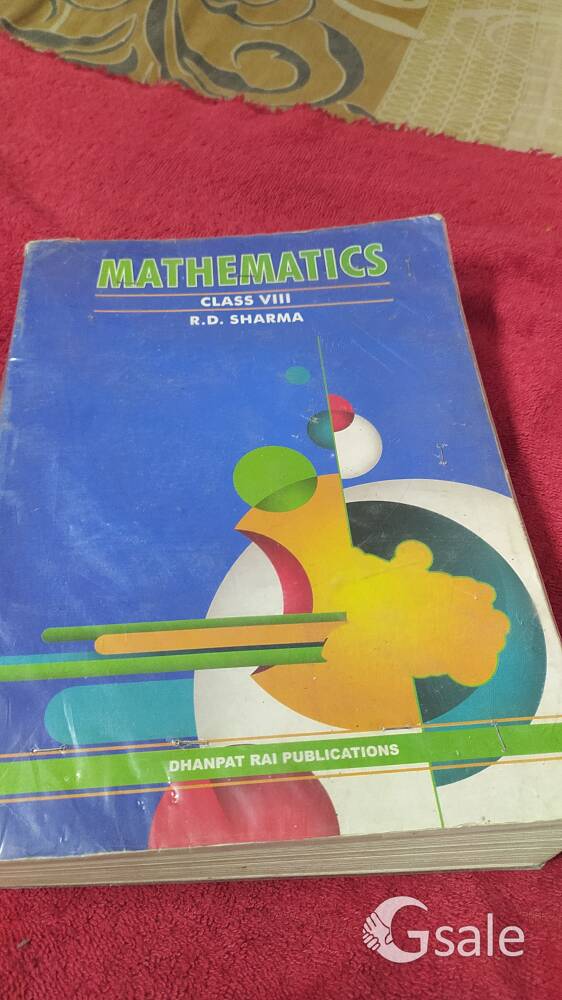 MATHEMATICS
CLASS VIII
R.D. SHARMA
DHANPAT RAI PUBLICATIONS
Gsale